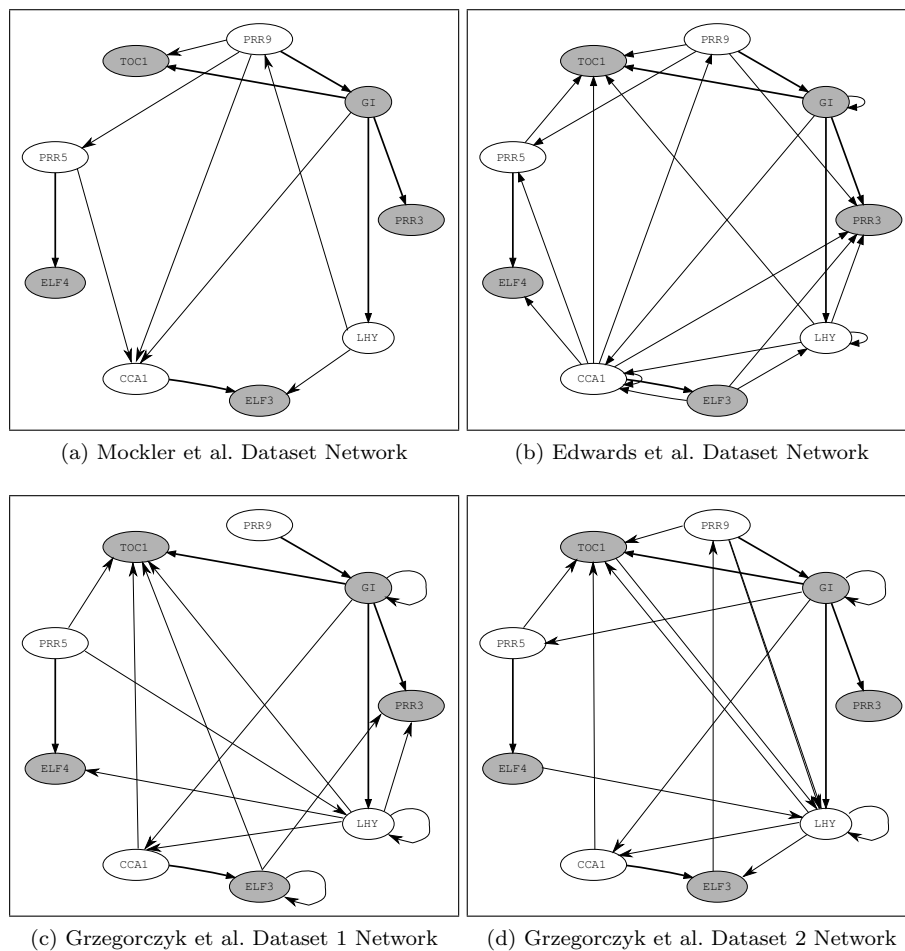 PRR9
TOC1
GI
PRR5
PRR3
ELF4
LHY
CCA1
ELF3
(a) Mockler et al. Dataset Network
PRR9
TOC1
GI
PRR5
PRR3
ELF4
LHY
CCA1
ELF3
(b) Edwards et al. Dataset Network
PRR9
TOC1
GI
PRR5
PRR3
ELF4
LHY
CCA1
ELF3
(c) Grzegorczyk et al. Dataset 1 Network
PRR9
TOC1
GI
PRR5
PRR3
ELF4
LHY
CCA1
ELF3
(d) Grzegorczyk et al. Dataset 2 Network